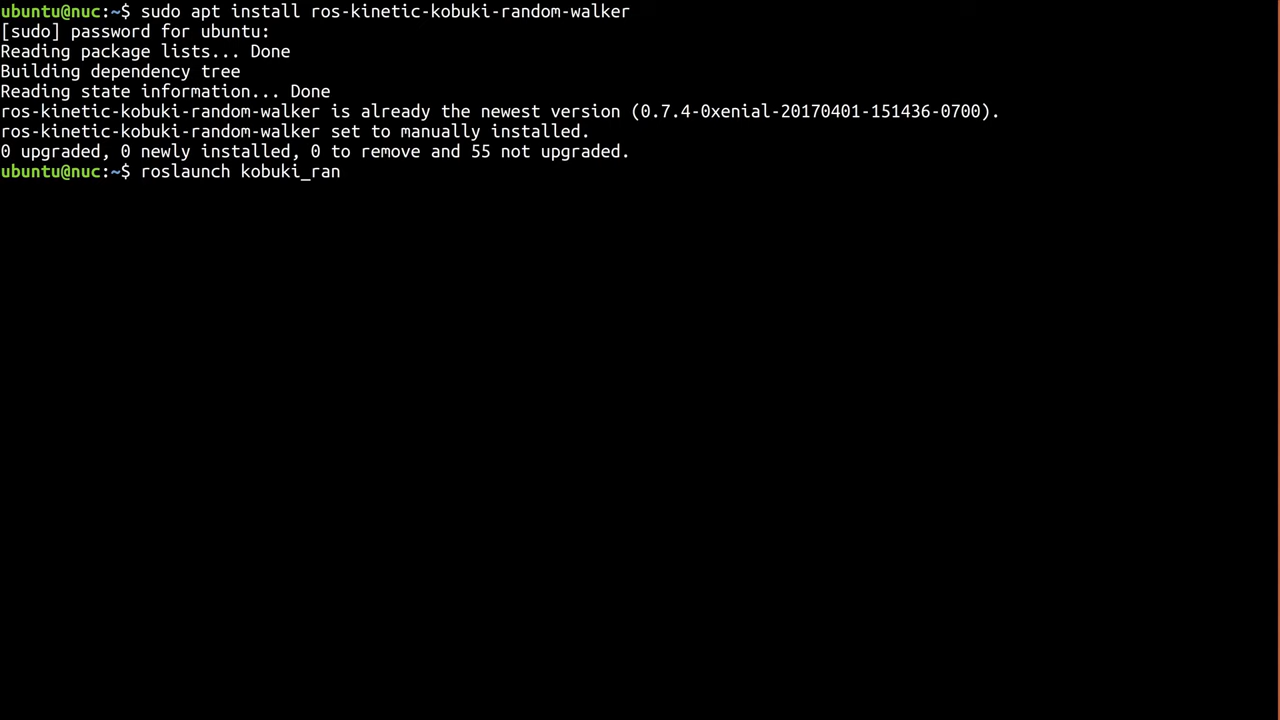 ubuntu@nuc:~$ sudo apt install ros-kinetic-kobuki-random-walker
[sudo] password for ubuntu:
Reading package lists... Done
Building dependency tree
Reading state information... Done
ros-kinetic-kobuki-random-walker is already the newest version (0.7.4-0xenial-20170401-151436-0700).
ros-kinetic-kobuki-random-walker set to manually installed.
0 upgraded, 0 newly installed, 0 to remove and 55 not upgraded.
ubuntu@nuc:~$ roslaunch kobuki_ran